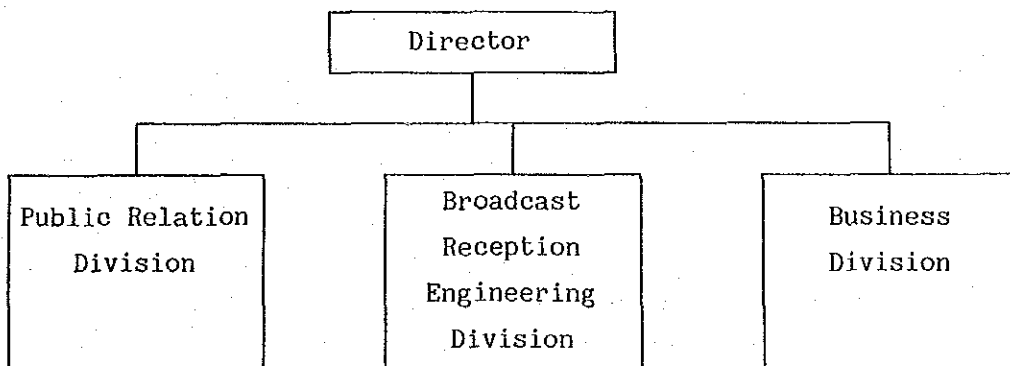 Director
Public Relation
Division
Broadcast
Reception
Engineering
Division
Business
Division